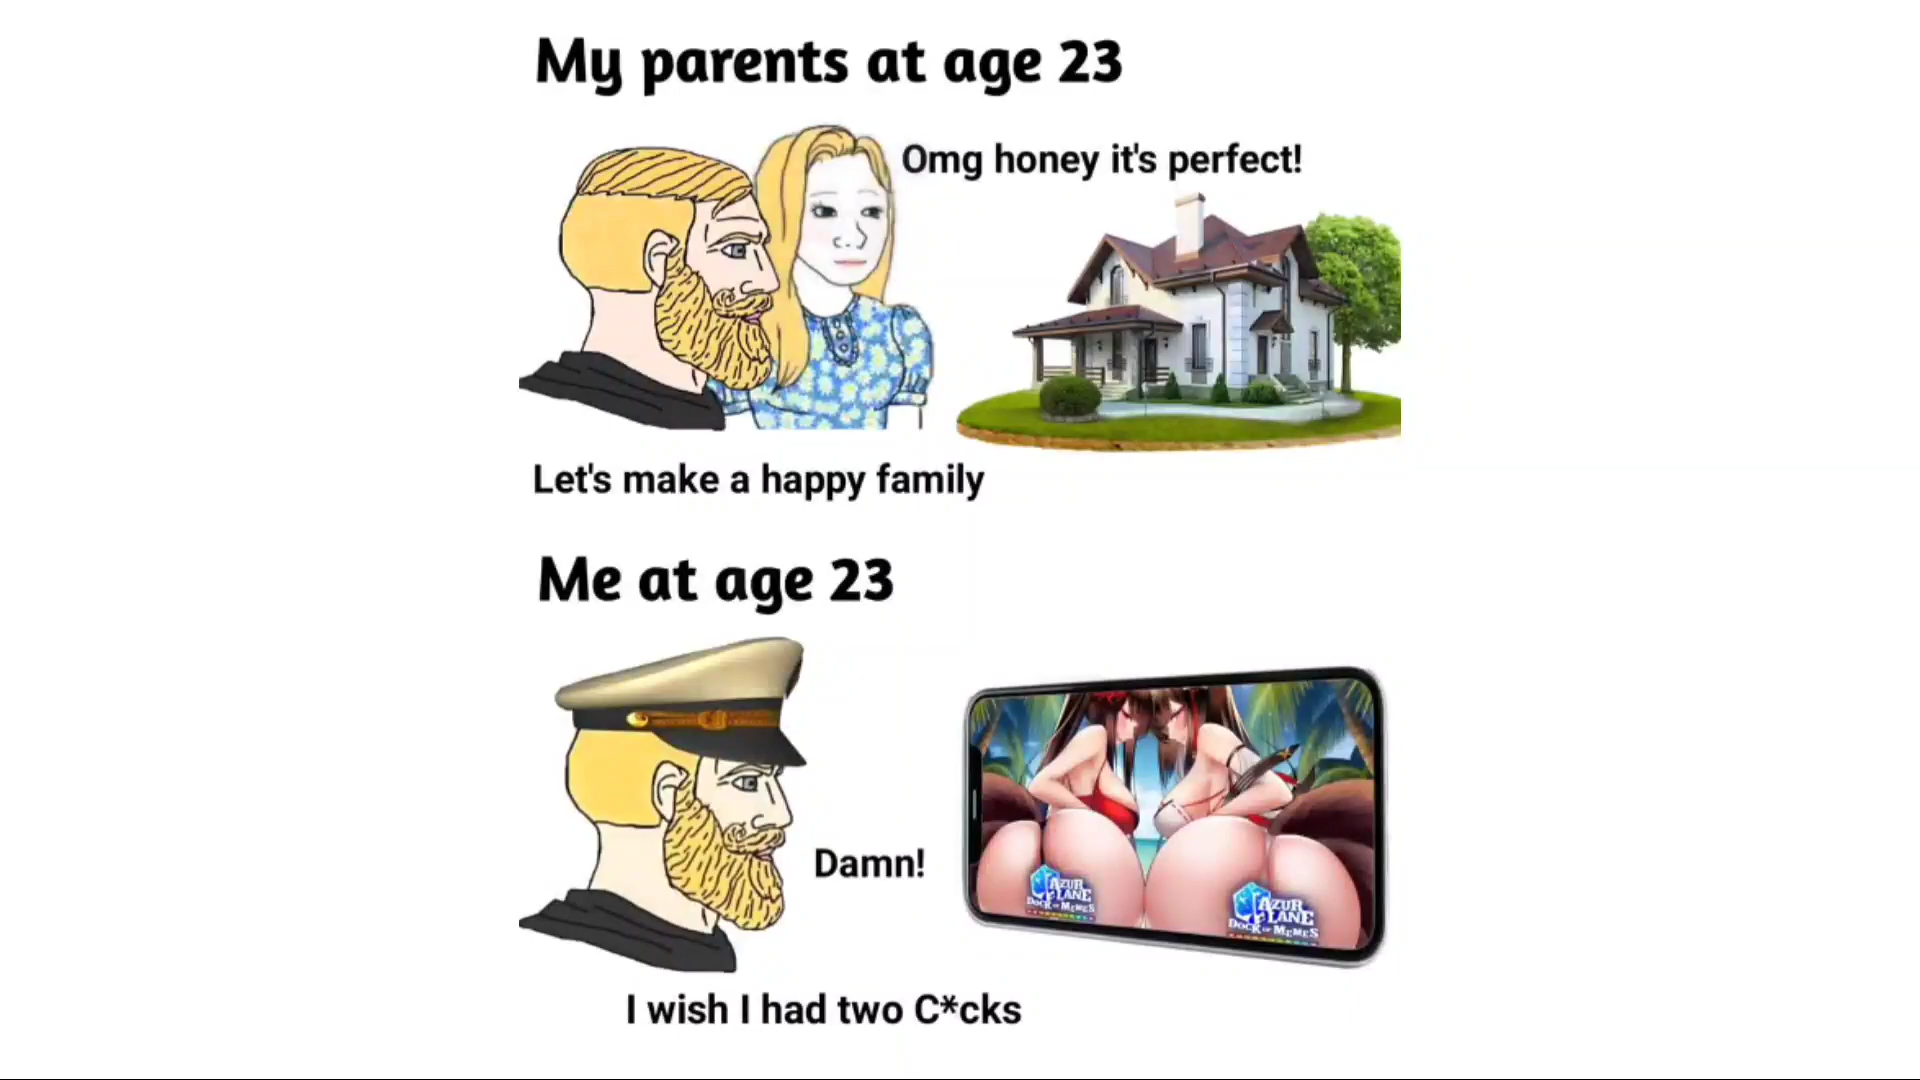 My parents at age 23
Omg honey it's perfect!
Let's make a happy family
Me at age 23
Damn!
AZUR
LANE
DOCK OF MEMES
AZUR
LANE
DOCK OF MEMES
I wish I had two C*cks